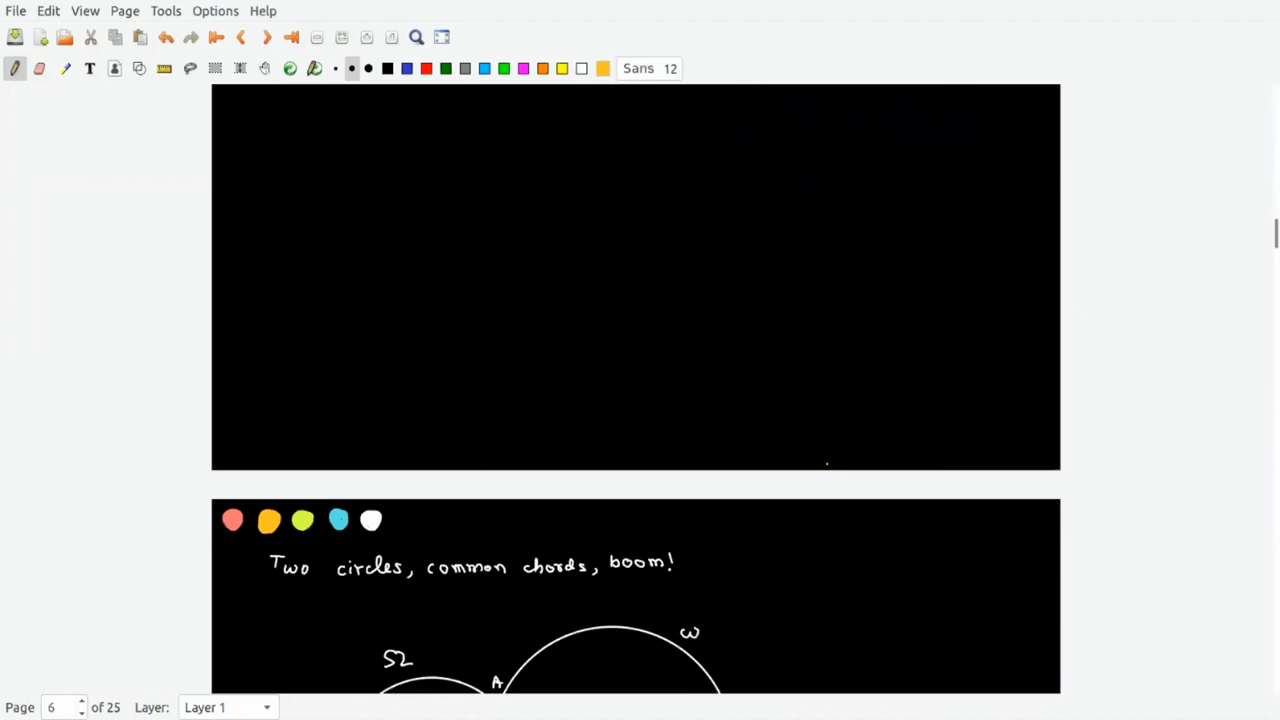 File Edit View Page Tools Options Help
Sans 12
Two circles, common chords, boom!
ω
Ω
A
Page 6 of 25 Layer: Layer 1